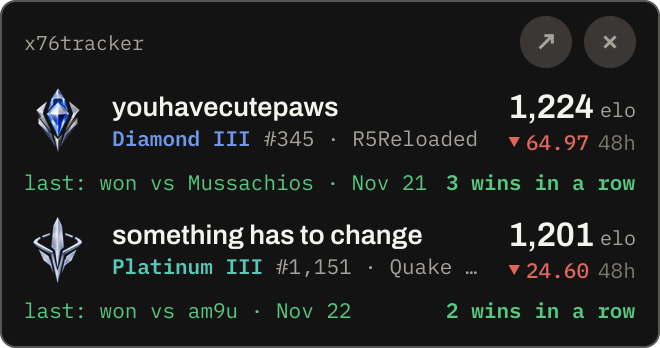 x76tracker
youhavecutepaws 1,224 elo
Diamond III #345 · R5Reloaded ▼64.97 48h
last: won vs Mussachios · Nov 21 3 wins in a row
something has to change 1,201 elo
Platinum III #1,151 · Quake … ▼24.60 48h
last: won vs am9u · Nov 22 2 wins in a row